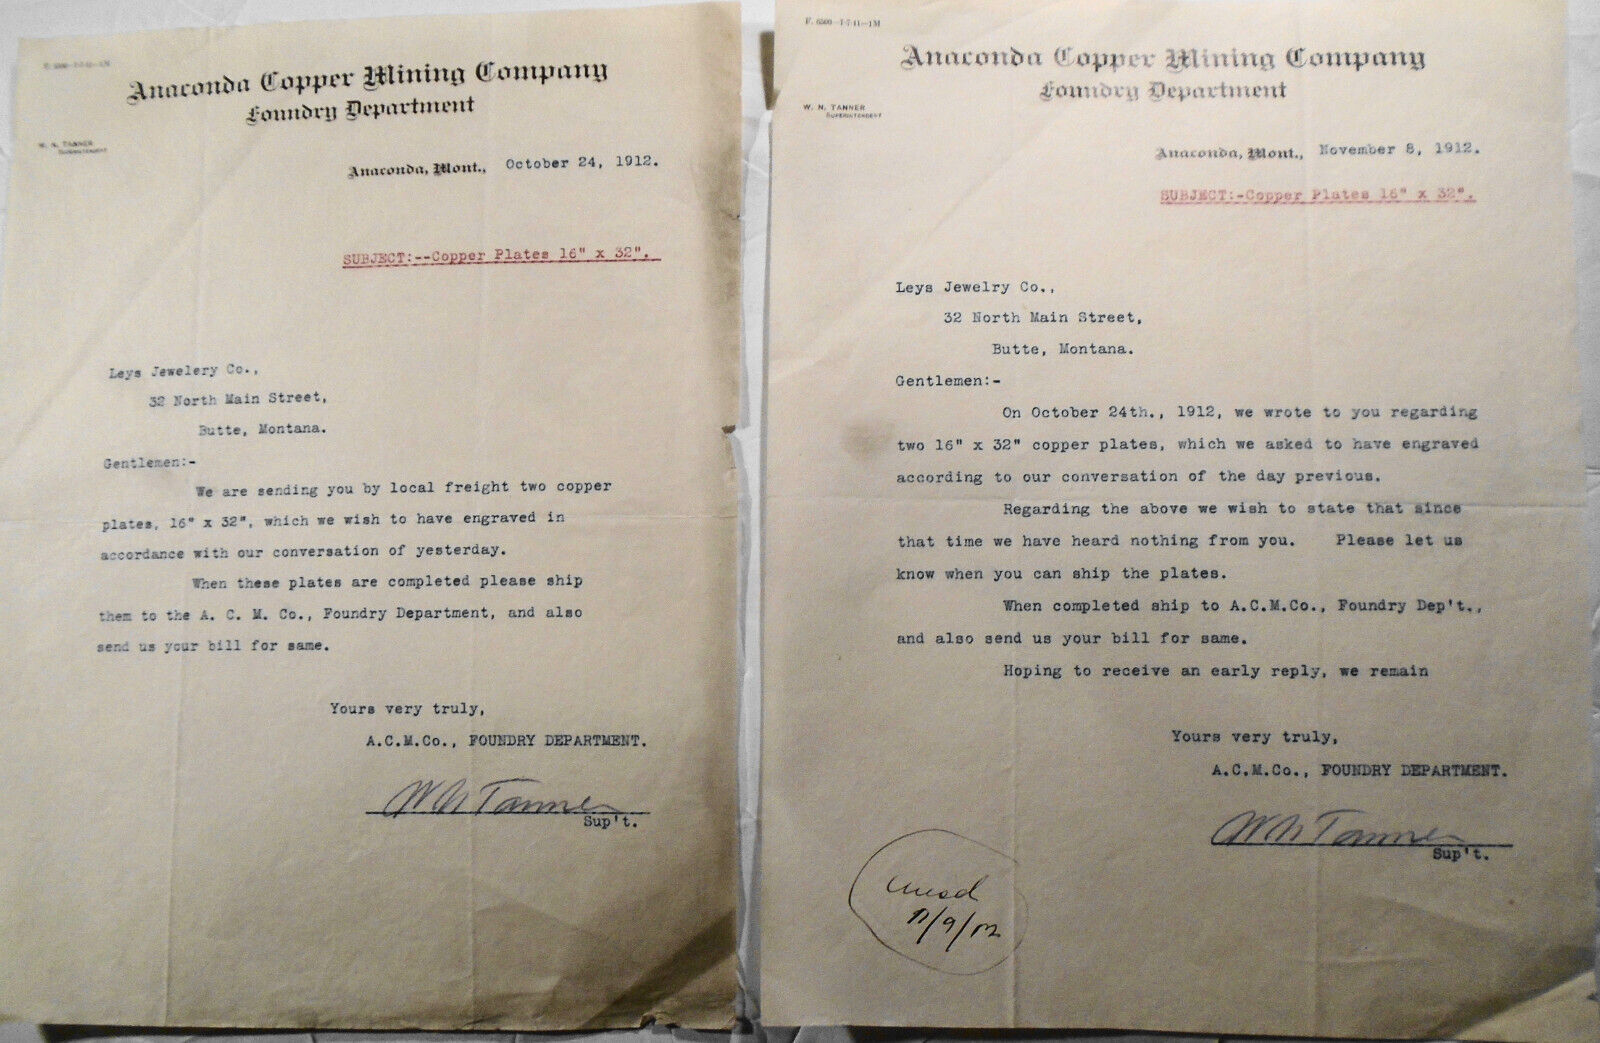 Anaconda Copper Mining Company
Foundry Department
W. N. TANNER
SUPERINTENDENT
Anaconda, Mont., October 24, 1912.
SUBJECT:--Copper Plates 16" x 32".
Leys Jewelery Co.,
32 North Main Street,
Butte, Montana.
Gentlemen:-
We are sending you by local freight two copper
plates, 16" x 32", which we wish to have engraved in
accordance with our conversation of yesterday.
When these plates are completed please ship
them to the A. C. M. Co., Foundry Department, and also
send us your bill for same.
Yours very truly,
A.C.M.Co., FOUNDRY DEPARTMENT.
W N Tanner
Sup't.
F. 6500-7-7-11-1M
Anaconda Copper Mining Company
Foundry Department
W. N. TANNER
SUPERINTENDENT
Anaconda, Mont., November 8, 1912.
SUBJECT:-Copper Plates 16" x 32".
Leys Jewelry Co.,
32 North Main Street,
Butte, Montana.
Gentlemen:-
On October 24th., 1912, we wrote to you regarding
two 16" x 32" copper plates, which we asked to have engraved
according to our conversation of the day previous.
Regarding the above we wish to state that since
that time we have heard nothing from you. Please let us
know when you can ship the plates.
When completed ship to A.C.M.Co., Foundry Dep't.,
and also send us your bill for same.
Hoping to receive an early reply, we remain
Yours very truly,
A.C.M.Co., FOUNDRY DEPARTMENT.
W N Tanner
Sup't.
11/9/12